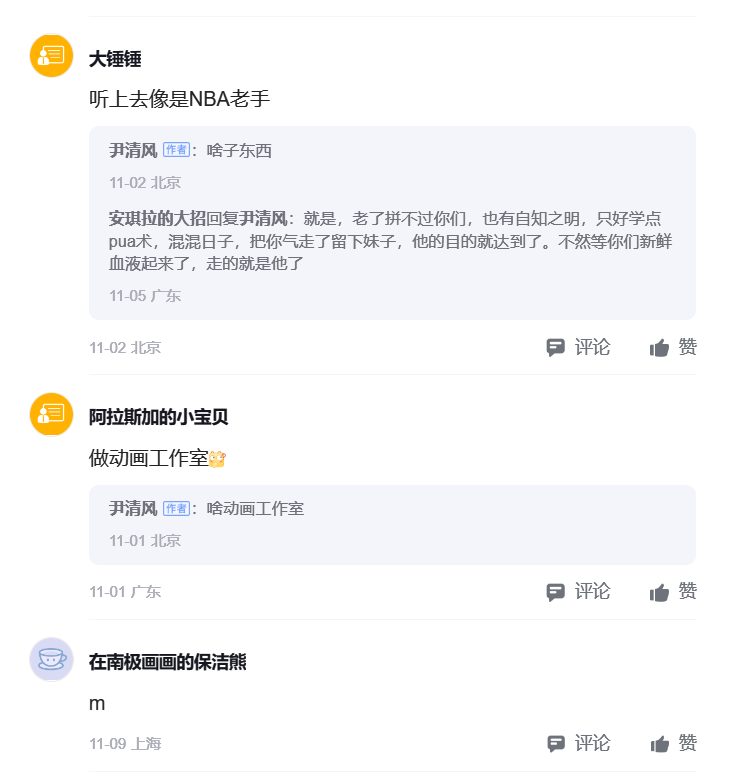 大锤锤
听上去像是NBA老手
尹清风 作者：啥子东西
11-02 北京
安琪拉的大招回复尹清风：就是，老了拼不过你们，也有自知之明，只好学点
pua术，混混日子，把你气走了留下妹子，他的目的就达到了。不然等你们新鲜
血液起来了，走的就是他了
11-05 广东
11-02 北京 评论 赞
阿拉斯加的小宝贝
做动画工作室
尹清风 作者：啥动画工作室
11-01 北京
11-01 广东 评论 赞
在南极画画的保洁熊
m
11-09 上海 评论 赞